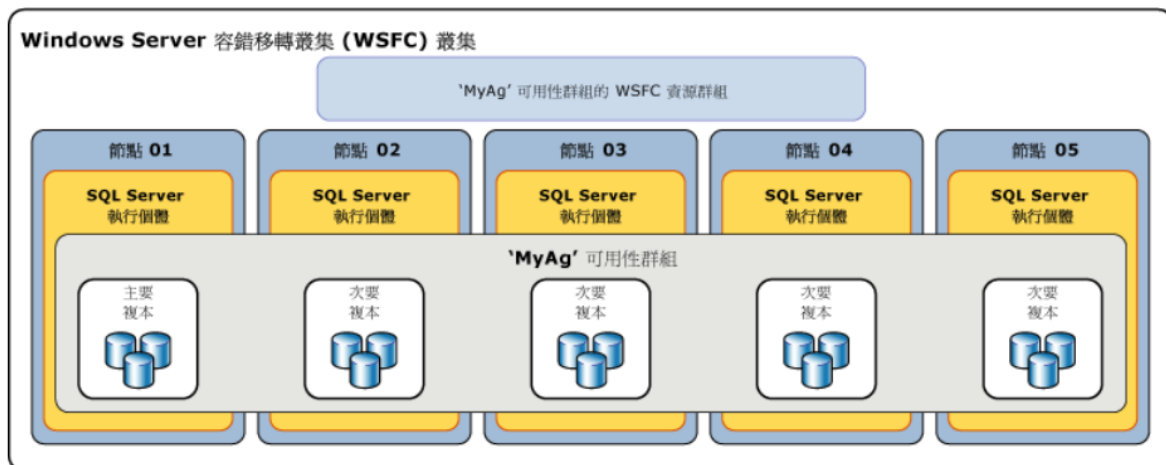 Windows Server 容錯移轉叢集 (WSFC) 叢集
‘MyAg’ 可用性群組的 WSFC 資源群組
節點 01
節點 02
節點 03
節點 04
節點 05
SQL Server
執行個體
SQL Server
執行個體
SQL Server
執行個體
SQL Server
執行個體
SQL Server
執行個體
‘MyAg’ 可用性群組
主要
複本
次要
複本
次要
複本
次要
複本
次要
複本